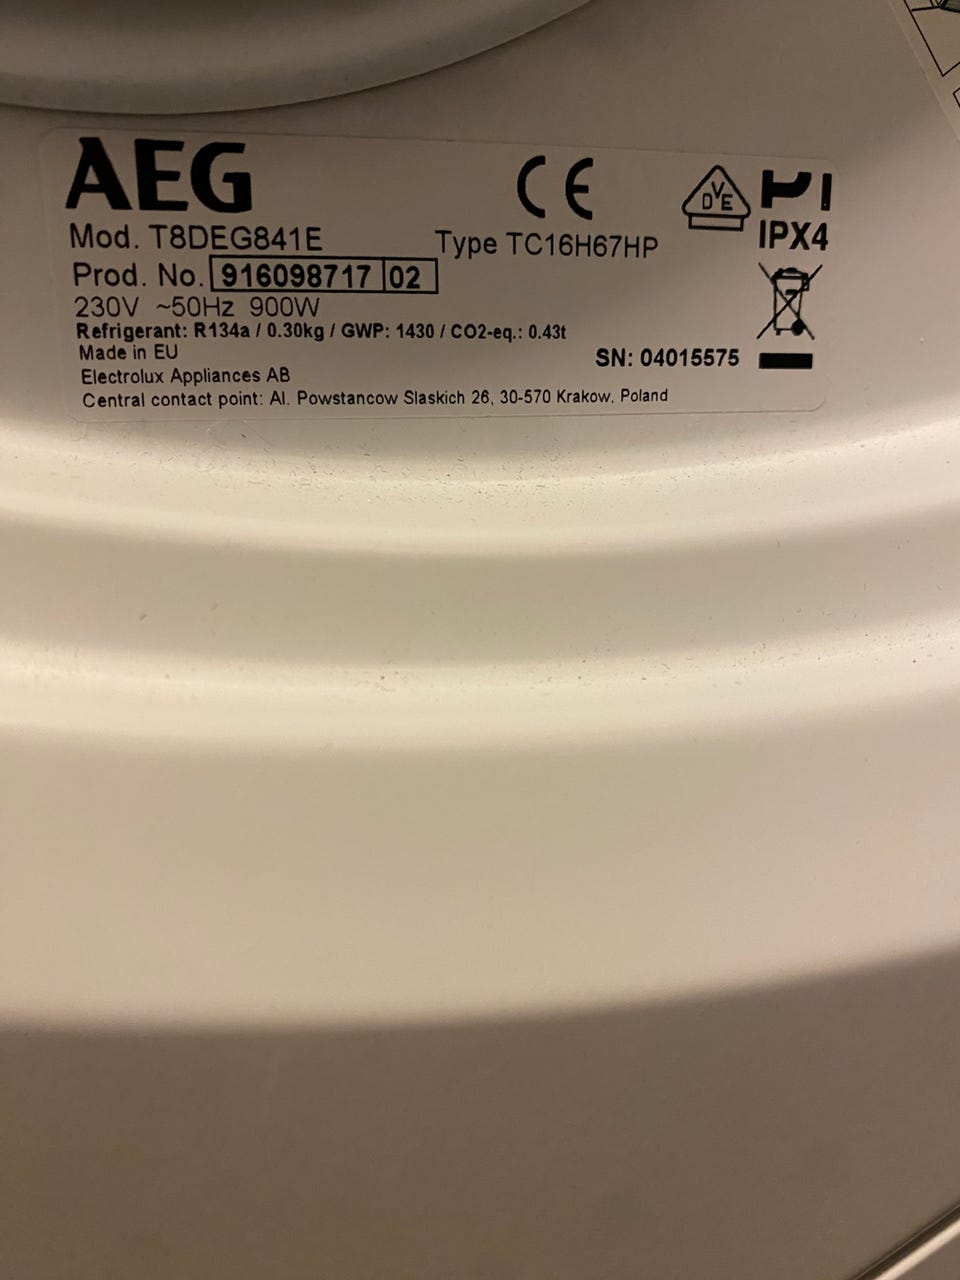 AEG
CE
DVE
IPX4
Mod. T8DEG841E
Type TC16H67HP
Prod. No. 916098717 02
230V ~50Hz 900W
Refrigerant: R134a / 0.30kg / GWP: 1430 / CO2-eq.: 0.43t
Made in EU
SN: 04015575
Electrolux Appliances AB
Central contact point: Al. Powstancow Slaskich 26, 30-570 Krakow, Poland